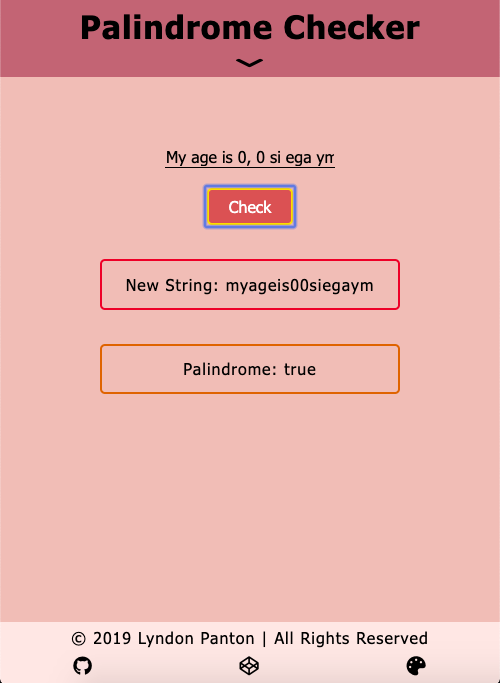 Palindrome Checker
My age is 0, 0 si ega ym
Check
New String: myageis00siegaym
Palindrome: true
© 2019 Lyndon Panton | All Rights Reserved